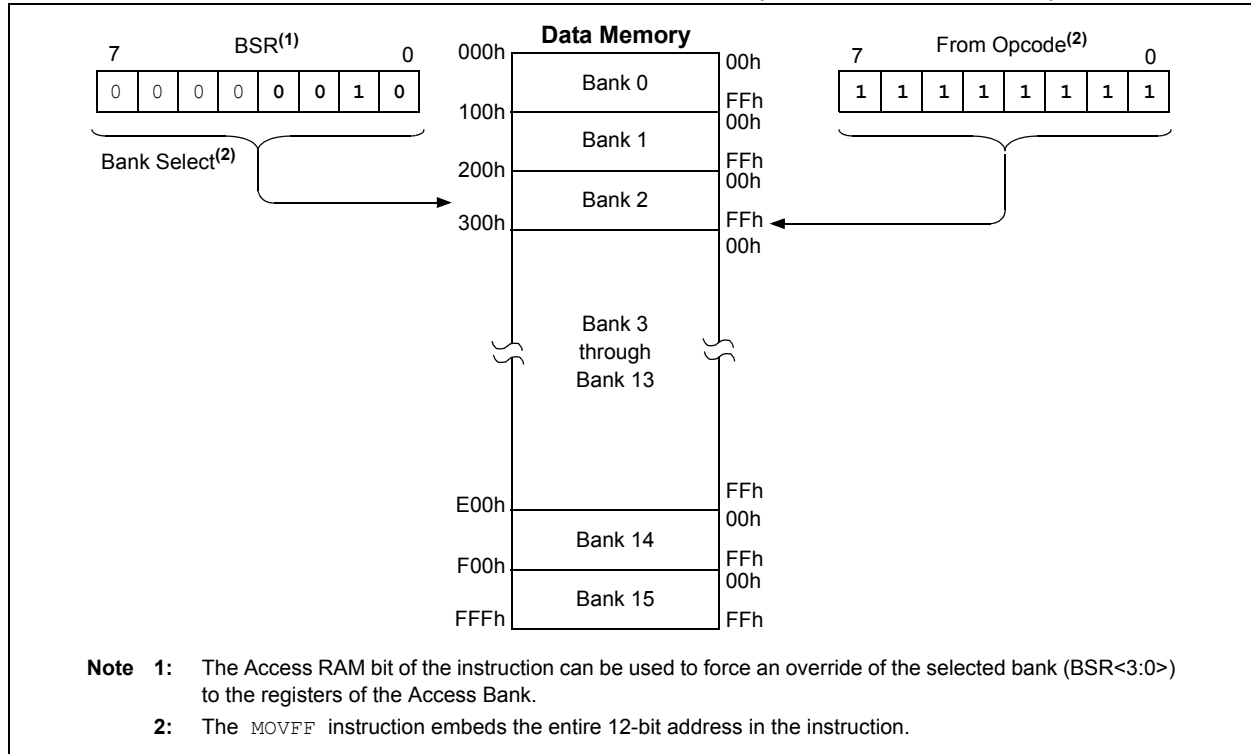 Data Memory
BSR(1)
7 0
0 0 0 0 0 0 1 0
Bank Select(2)
From Opcode(2)
7 0
1 1 1 1 1 1 1 1
000h
Bank 0
00h
FFh
100h
Bank 1
00h
FFh
200h
Bank 2
00h
FFh
300h
00h
Bank 3
through
Bank 13
FFh
E00h
Bank 14
00h
FFh
F00h
Bank 15
00h
FFFh
FFh
Note 1: The Access RAM bit of the instruction can be used to force an override of the selected bank (BSR<3:0>)
to the registers of the Access Bank.
2: The MOVFF instruction embeds the entire 12-bit address in the instruction.